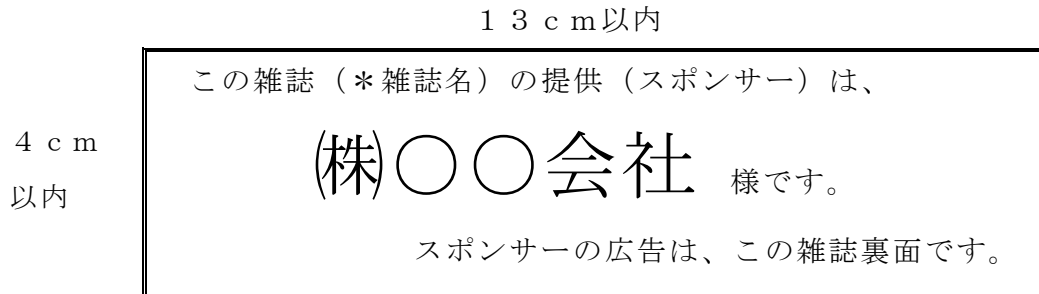 13cm以内
この雑誌（＊雑誌名）の提供（スポンサー）は、
4cm
以内
㈱○○会社 様です。
スポンサーの広告は、この雑誌裏面です。